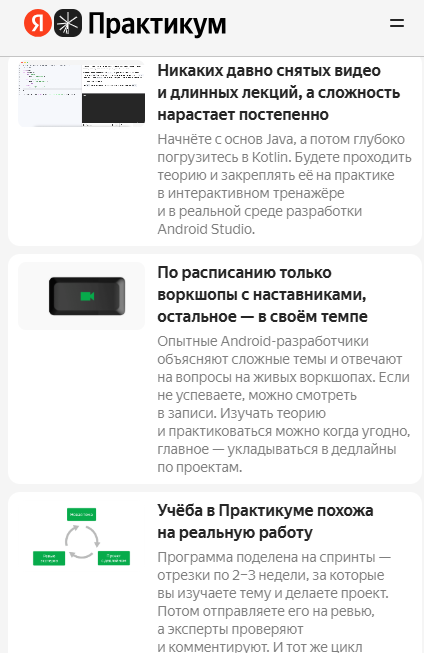 Я Практикум
Никаких давно снятых видео
и длинных лекций, а сложность
нарастает постепенно
Начнёте с основ Java, а потом глубоко
погрузитесь в Kotlin. Будете проходить
теорию и закреплять её на практике
в интерактивном тренажёре
и в реальной среде разработки
Android Studio.
По расписанию только
воркшопы с наставниками,
остальное — в своём темпе
Опытные Android-разработчики
объясняют сложные темы и отвечают
на вопросы на живых воркшопах. Если
не успеваете, можно смотреть
в записи. Изучать теорию
и практиковаться можно когда угодно,
главное — укладываться в дедлайны
по проектам.
Учёба в Практикуме похожа
на реальную работу
Программа поделена на спринты —
отрезки по 2–3 недели, за которые
вы изучаете тему и делаете проект.
Потом отправляете его на ревью,
а эксперты проверяют
и комментируют. И тот же цикл